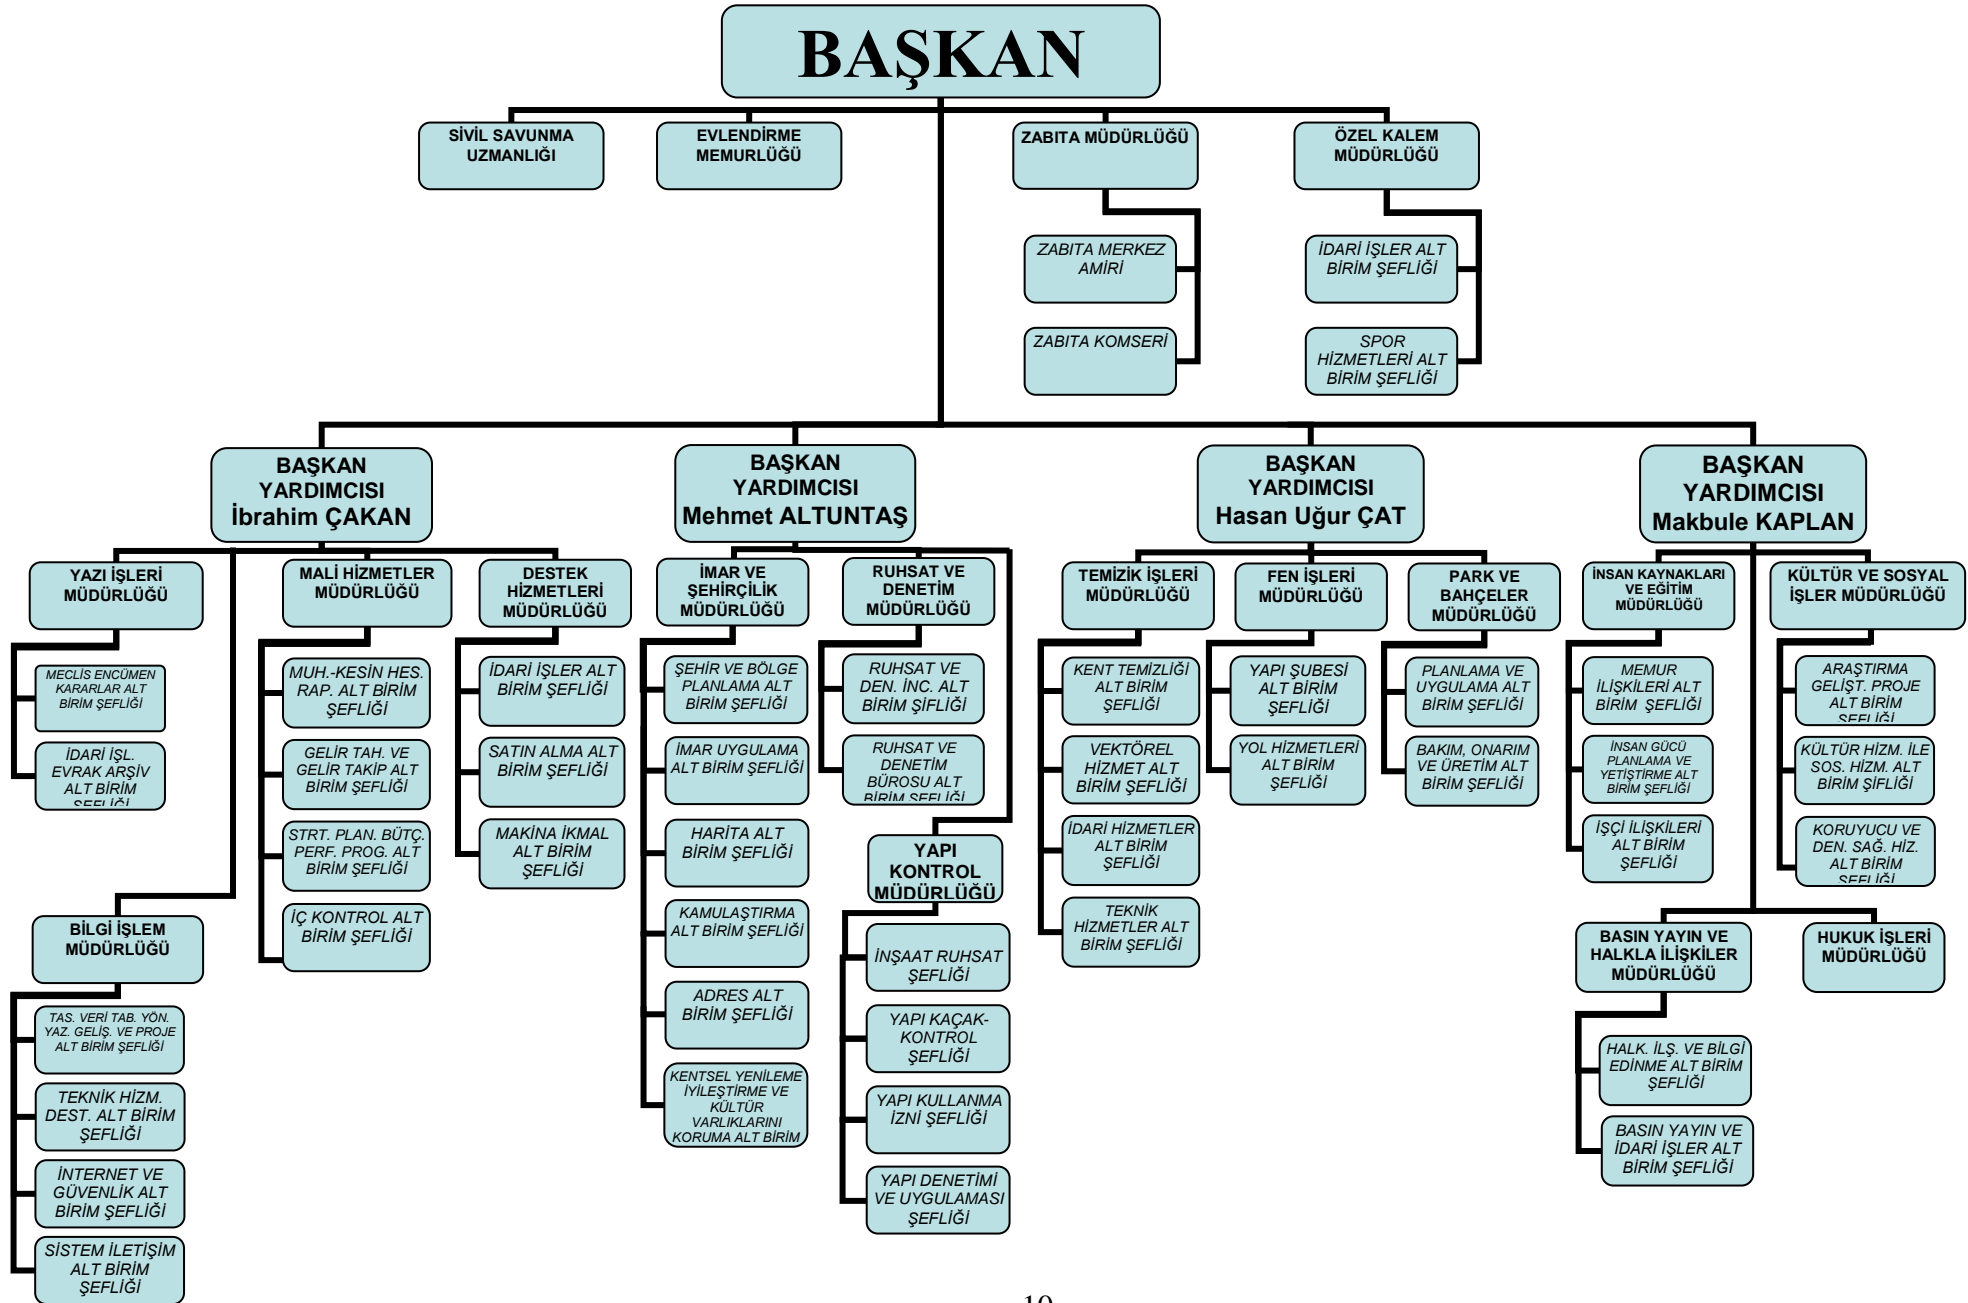 BAŞKAN
SİVİL SAVUNMA
UZMANLIĞI
EVLENDİRME
MEMURLÜĞÜ
ZABITA MÜDÜRLÜĞÜ
ÖZEL KALEM
MÜDÜRLÜĞÜ
ZABITA MERKEZ
AMİRİ
İDARİ İŞLER ALT
BİRİM ŞEFLİĞİ
ZABITA KOMSERİ
SPOR
HİZMETLERİ ALT
BİRİM ŞEFLİĞİ
BAŞKAN
YARDIMCISI
İbrahim ÇAKAN
BAŞKAN
YARDIMCISI
Mehmet ALTUNTAŞ
BAŞKAN
YARDIMCISI
Hasan Uğur ÇAT
BAŞKAN
YARDIMCISI
Makbule KAPLAN
YAZI İŞLERİ
MÜDÜRLÜĞÜ
MALİ HİZMETLER
MÜDÜRLÜĞÜ
DESTEK
HİZMETLERİ
MÜDÜRLÜĞÜ
İMAR VE
ŞEHİRÇİLİK
MÜDÜRLÜĞÜ
RUHSAT VE
DENETİM
MÜDÜRLÜĞÜ
TEMİZİK İŞLERİ
MÜDÜRLÜĞÜ
FEN İŞLERİ
MÜDÜRLÜĞÜ
PARK VE
BAHÇELER
MÜDÜRLÜĞÜ
İNSAN KAYNAKLARI
VE EĞİTİM
MÜDÜRLÜĞÜ
KÜLTÜR VE SOSYAL
İŞLER MÜDÜRLÜĞÜ
MECLİS ENCÜMEN
KARARLAR ALT
BİRİM ŞEFLİĞİ
İDARİ İŞL.
EVRAK ARŞİV
ALT BİRİM
ŞEFLİĞİ
MUH.-KESİN HES.
RAP. ALT BİRİM
ŞEFLİĞİ
GELİR TAH. VE
GELİR TAKİP ALT
BİRİM ŞEFLİĞİ
STRT. PLAN. BÜTÇ.
PERF. PROG. ALT
BİRİM ŞEFLİĞİ
İÇ KONTROL ALT
BİRİM ŞEFLİĞİ
İDARİ İŞLER ALT
BİRİM ŞEFLİĞİ
SATIN ALMA ALT
BİRİM ŞEFLİĞİ
MAKİNA İKMAL
ALT BİRİM
ŞEFLİĞİ
BİLGİ İŞLEM
MÜDÜRLÜĞÜ
TAS. VERİ TAB. YÖN.
YAZ. GELİŞ. VE PROJE
ALT BİRİM ŞEFLİĞİ
TEKNİK HİZM.
DEST. ALT BİRİM
ŞEFLİĞİ
İNTERNET VE
GÜVENLİK ALT
BİRİM ŞEFLİĞİ
SİSTEM İLETİŞİM
ALT BİRİM
ŞEFLİĞİ
ŞEHİR VE BÖLGE
PLANLAMA ALT
BİRİM ŞEFLİĞİ
İMAR UYGULAMA
ALT BİRİM ŞEFLİĞİ
HARİTA ALT
BİRİM ŞEFLİĞİ
KAMULAŞTIRMA
ALT BİRİM ŞEFLİĞİ
ADRES ALT
BİRİM ŞEFLİĞİ
KENTSEL YENİLEME
İYİLEŞTİRME VE
KÜLTÜR
VARLIKLARINI
KORUMA ALT BİRİM
RUHSAT VE
DEN. İNC. ALT
BİRİM ŞİFLİĞİ
RUHSAT VE
DENETİM
BÜROSU ALT
BİRİM ŞEFLİĞİ
YAPI
KONTROL
MÜDÜRLÜĞÜ
İNŞAAT RUHSAT
ŞEFLİĞİ
YAPI KAÇAK-
KONTROL
ŞEFLİĞİ
YAPI KULLANMA
İZNİ ŞEFLİĞİ
YAPI DENETİMİ
VE UYGULAMASI
ŞEFLİĞİ
KENT TEMİZLİĞİ
ALT BİRİM
ŞEFLİĞİ
VEKTÖREL
HİZMET ALT
BİRİM ŞEFLİĞİ
İDARİ HİZMETLER
ALT BİRİM
ŞEFLİĞİ
TEKNİK
HİZMETLER ALT
BİRİM ŞEFLİĞİ
YAPI ŞUBESİ
ALT BİRİM
ŞEFLİĞİ
YOL HİZMETLERİ
ALT BİRİM
ŞEFLİĞİ
PLANLAMA VE
UYGULAMA ALT
BİRİM ŞEFLİĞİ
BAKIM, ONARIM
VE ÜRETİM ALT
BİRİM ŞEFLİĞİ
MEMUR
İLİŞKİLERİ ALT
BİRİM ŞEFLİĞİ
İNSAN GÜCÜ
PLANLAMA VE
YETİŞTİRME ALT
BİRİM ŞEFLİĞİ
İŞÇİ İLİŞKİLERİ
ALT BİRİM
ŞEFLİĞİ
ARAŞTIRMA
GELİŞT. PROJE
ALT BİRİM
ŞEFLİĞİ
KÜLTÜR HİZM. İLE
SOS. HİZM. ALT
BİRİM ŞİFLİĞİ
KORUYUCU VE
DEN. SAĞ. HİZ.
ALT BİRİM
ŞEFLİĞİ
BASIN YAYIN VE
HALKLA İLİŞKİLER
MÜDÜRLÜĞÜ
HUKUK İŞLERİ
MÜDÜRLÜĞÜ
HALK. İLŞ. VE BİLGİ
EDİNME ALT BİRİM
ŞEFLİĞİ
BASIN YAYIN VE
İDARİ İŞLER ALT
BİRİM ŞEFLİĞİ
10